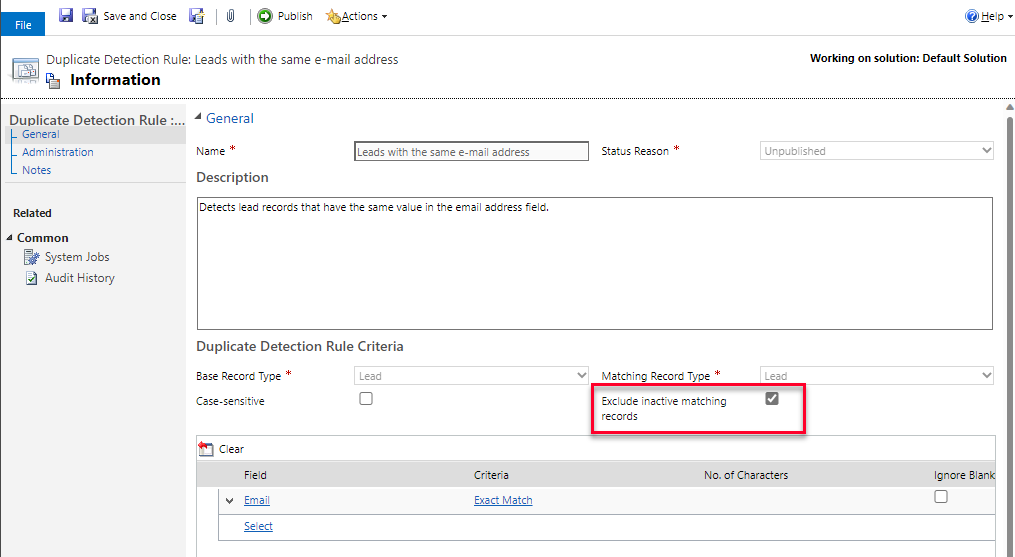 File
Save and Close
Publish
Actions
Help
Duplicate Detection Rule: Leads with the same e-mail address
Information
Working on solution: Default Solution
Duplicate Detection Rule :...
General
Administration
Notes
Related
Common
System Jobs
Audit History
General
Name *
Leads with the same e-mail address
Status Reason *
Unpublished
Description
Detects lead records that have the same value in the email address field.
Duplicate Detection Rule Criteria
Base Record Type *
Lead
Matching Record Type *
Lead
Case-sensitive
Exclude inactive matching
records
Clear
Field Criteria No. of Characters Ignore Blank
Email Exact Match
Select